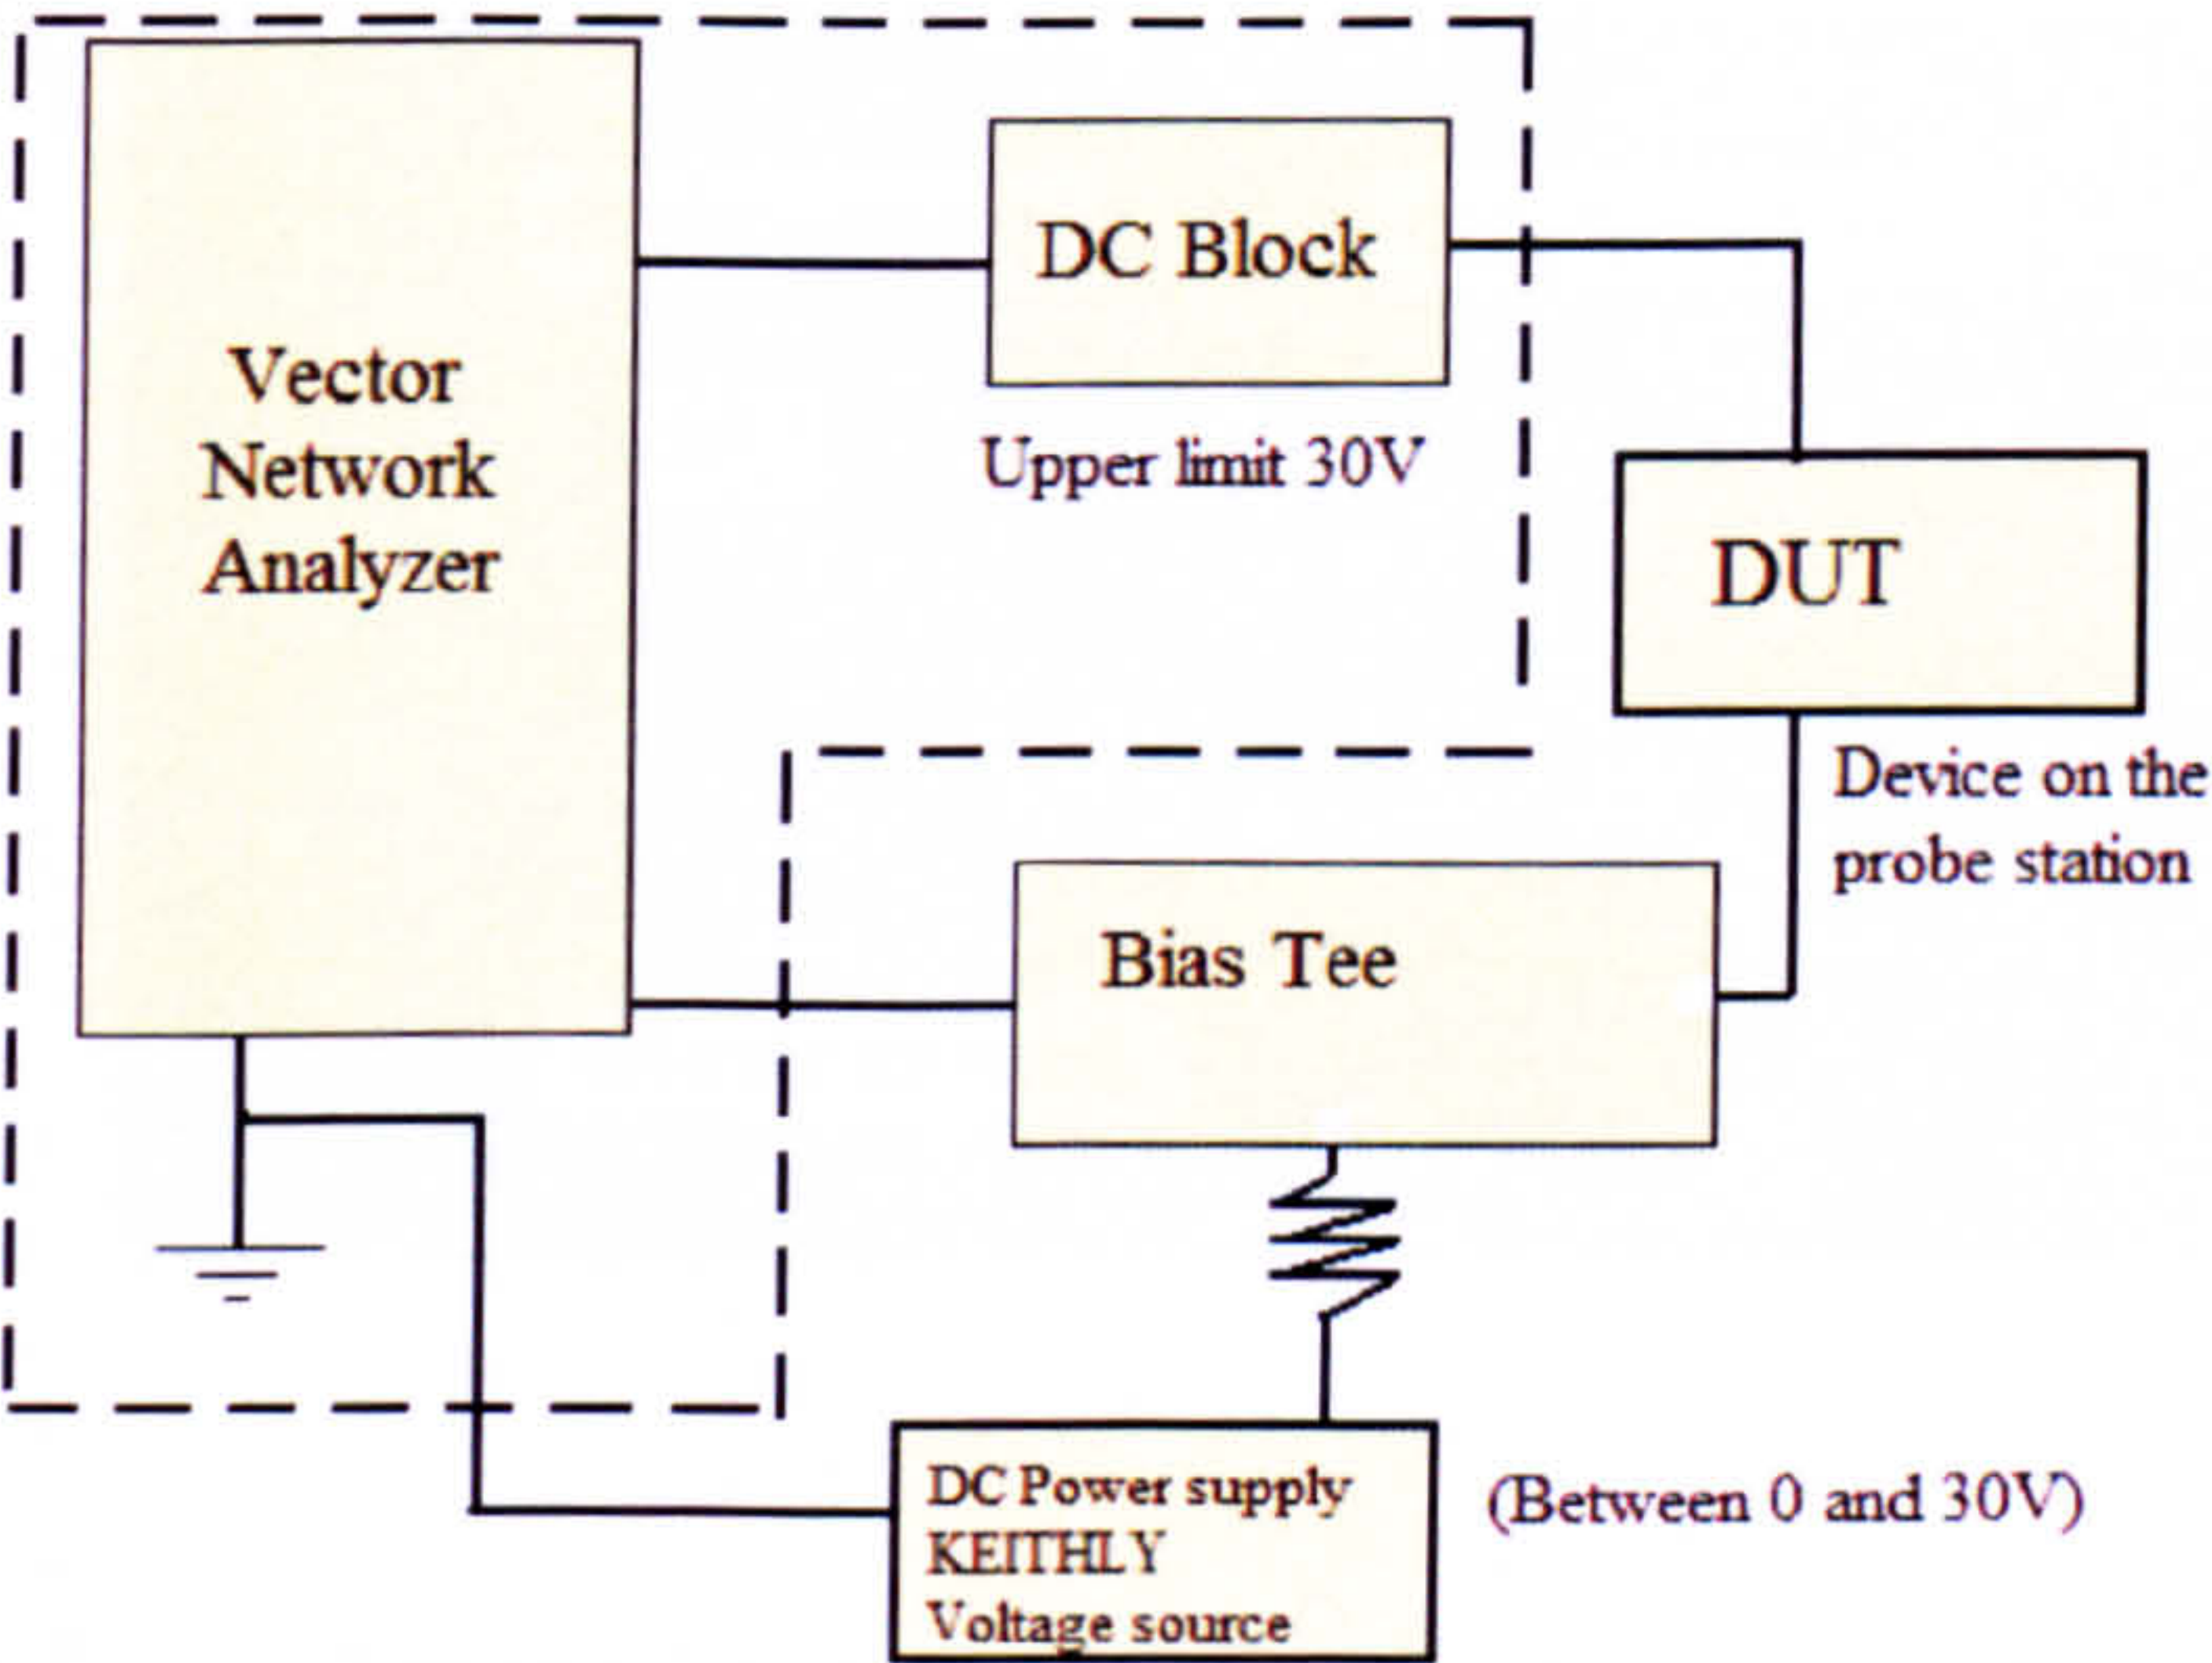 Vector
Network
Analyzer
DC Block
Upper limit 30V
DUT
Device on the
probe station
Bias Tee
DC Power supply
KEITHLY
Voltage source
(Between 0 and 30V)